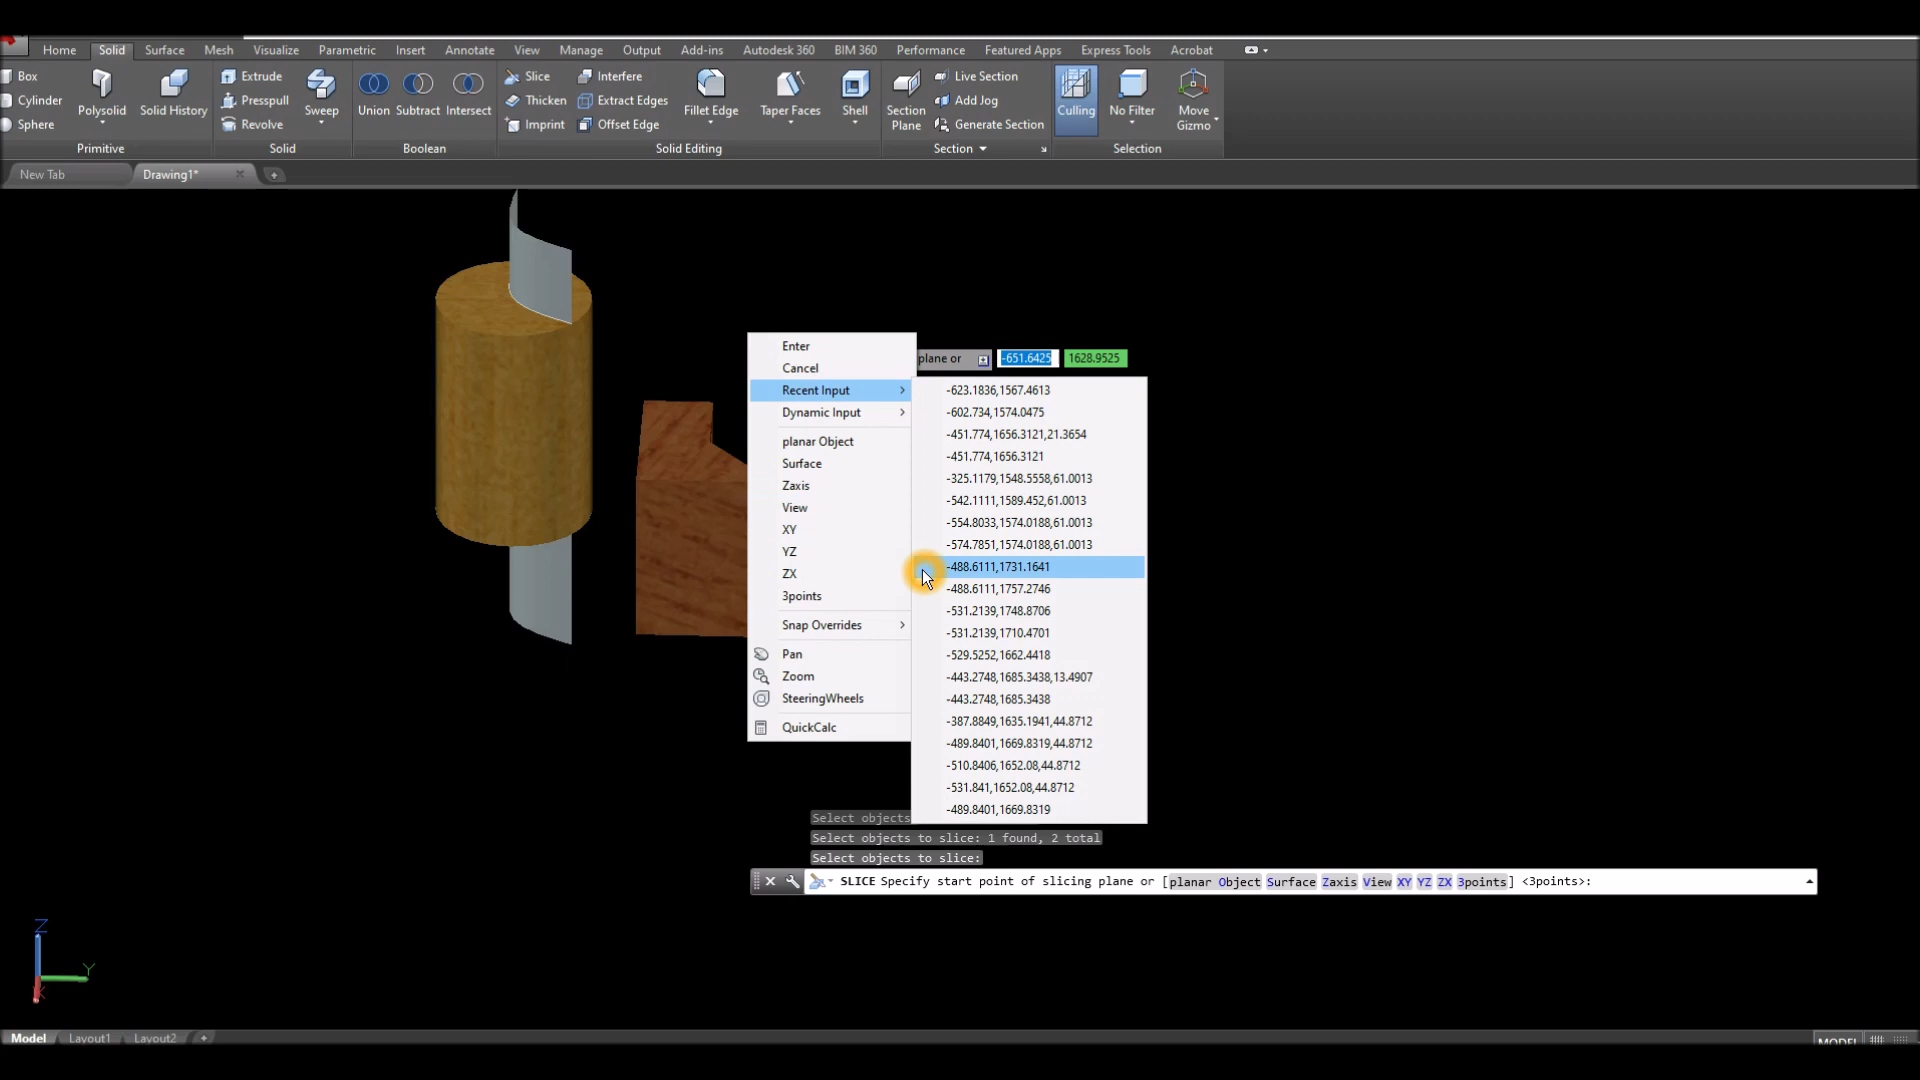 Home Solid Surface Mesh Visualize Parametric Insert Annotate View Manage Output Add-ins Autodesk 360 BIM 360 Performance Featured Apps Express Tools Acrobat
Box
Cylinder
Sphere
Polysolid
Solid History
Primitive
Extrude
Presspull
Revolve
Sweep
Solid
Union Subtract Intersect
Boolean
Slice
Thicken
Imprint
Interfere
Extract Edges
Offset Edge
Fillet Edge
Taper Faces
Shell
Solid Editing
Section
Plane
Live Section
Add Jog
Generate Section
Section
Culling
No Filter
Move
Gizmo
Selection
New Tab
Drawing1*
Enter
Cancel
Recent Input
Dynamic Input
planar Object
Surface
Zaxis
View
XY
YZ
ZX
3points
Snap Overrides
Pan
Zoom
SteeringWheels
QuickCalc
plane or -651.6425 1628.9525
-623.1836,1567.4613
-602.734,1574.0475
-451.774,1656.3121,21.3654
-451.774,1656.3121
-325.1179,1548.5558,61.0013
-542.1111,1589.452,61.0013
-554.8033,1574.0188,61.0013
-574.7851,1574.0188,61.0013
-488.6111,1731.1641
-488.6111,1757.2746
-531.2139,1748.8706
-531.2139,1710.4701
-529.5252,1662.4418
-443.2748,1685.3438,13.4907
-443.2748,1685.3438
-387.8849,1635.1941,44.8712
-489.8401,1669.8319,44.8712
-510.8406,1652.08,44.8712
-531.841,1652.08,44.8712
-489.8401,1669.8319
Select objects
Select objects to slice: 1 found, 2 total
Select objects to slice:
SLICE Specify start point of slicing plane or [planar Object Surface Zaxis View XY YZ ZX 3points] <3points>:
Z
Y
X
Model Layout1 Layout2
MODEL